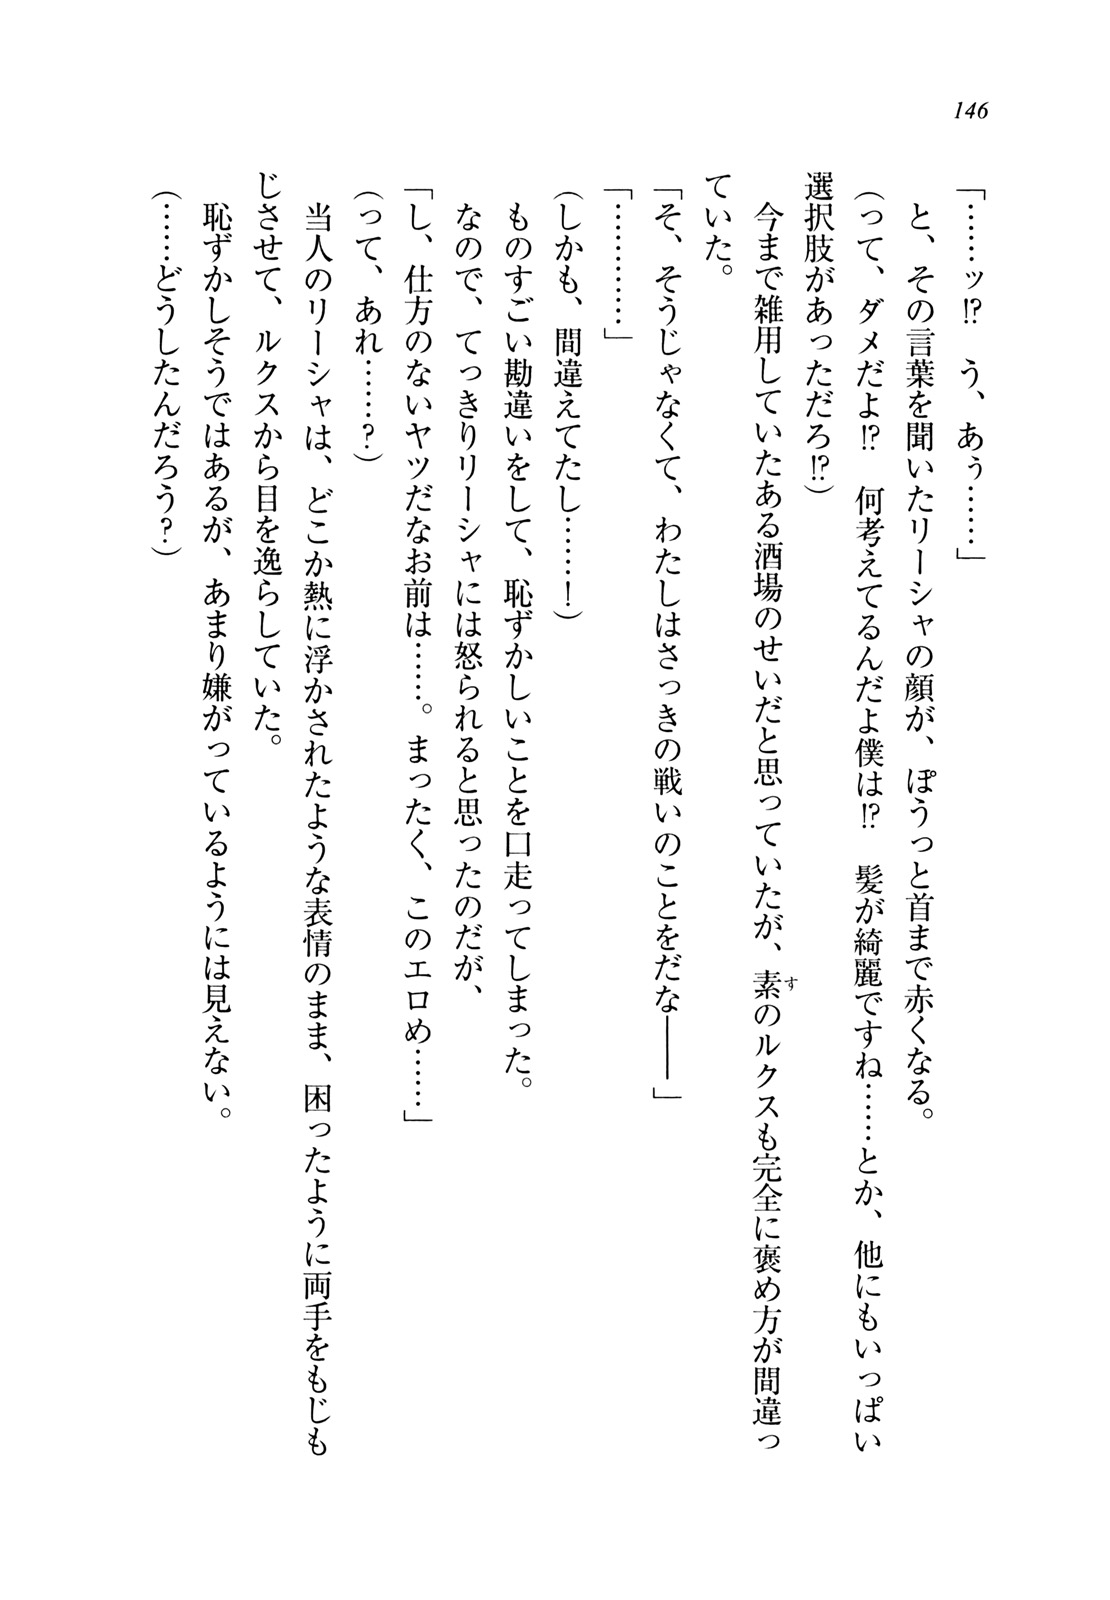 146
「……ッ!?　う、あぅ……」
　と、その言葉を聞いたリーシャの顔が、ぽうっと首まで赤くなる。
(って、ダメだよ!?　何考えてるんだよ僕は!?　髪が綺麗ですね……とか、他にもいっぱい
選択肢があっただろ!?)
　今まで雑用していたある酒場のせいだと思っていたが、素のルクスも完全に褒め方が間違っ
す
ていた。
「そ、そうじゃなくて、わたしはさっきの戦いのことをだな――」
「…………」
(しかも、間違えてたし……！)
　ものすごい勘違いをして、恥ずかしいことを口走ってしまった。
　なので、てっきりリーシャには怒られると思ったのだが、
「し、仕方のないヤツだなお前は……。まったく、このエロめ……」
(って、あれ……？)
　当人のリーシャは、どこか熱に浮かされたような表情のまま、困ったように両手をもじも
じさせて、ルクスから目を逸らしていた。
　恥ずかしそうではあるが、あまり嫌がっているようには見えない。
(……どうしたんだろう？)